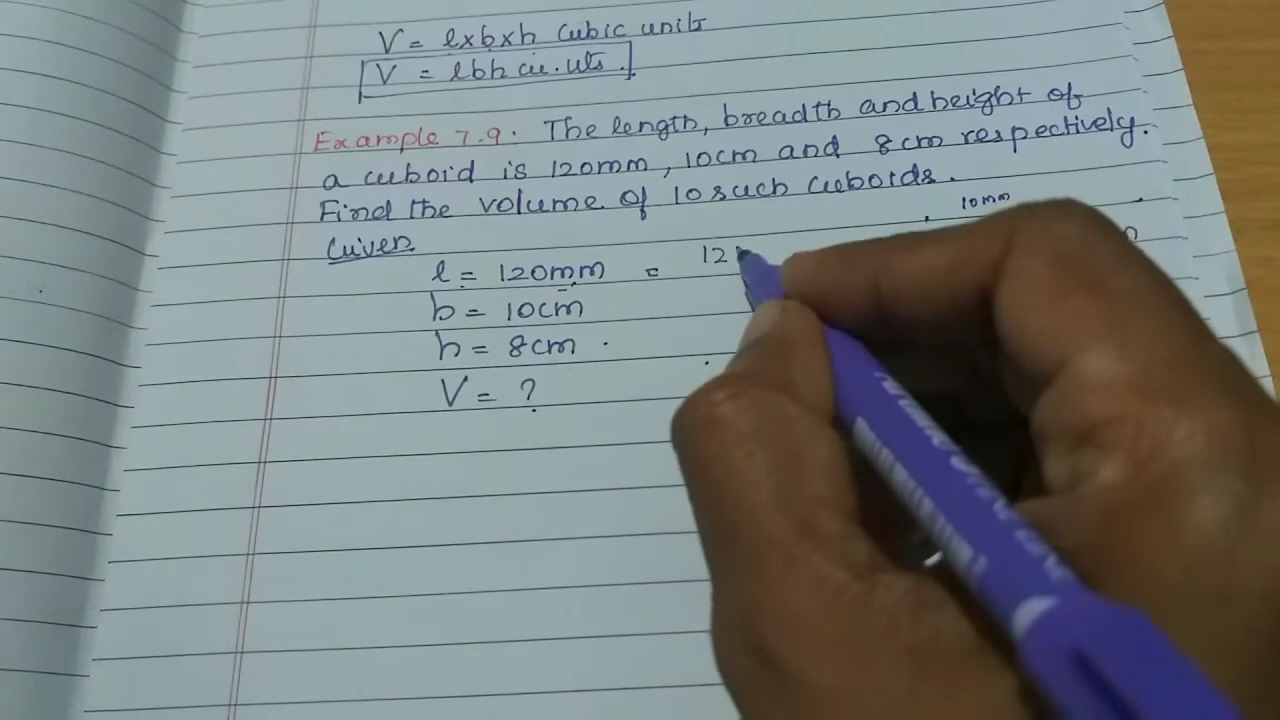 V = l×b×h cubic units
V = lbh cu.uts.
Example 7.9. The length, breadth and height of
a cuboid is 120mm, 10cm and 8cm respectively.
Find the volume of 10 such cuboids.
10mm
Given
l = 120mm = 12
b = 10cm
h = 8cm.
V = ?